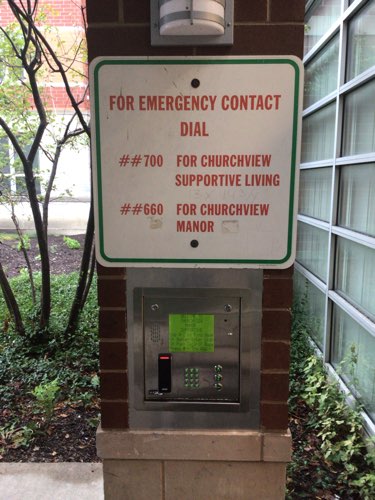 FOR EMERGENCY CONTACT
DIAL
##700 FOR CHURCHVIEW
SUPPORTIVE LIVING
##660 FOR CHURCHVIEW
MANOR